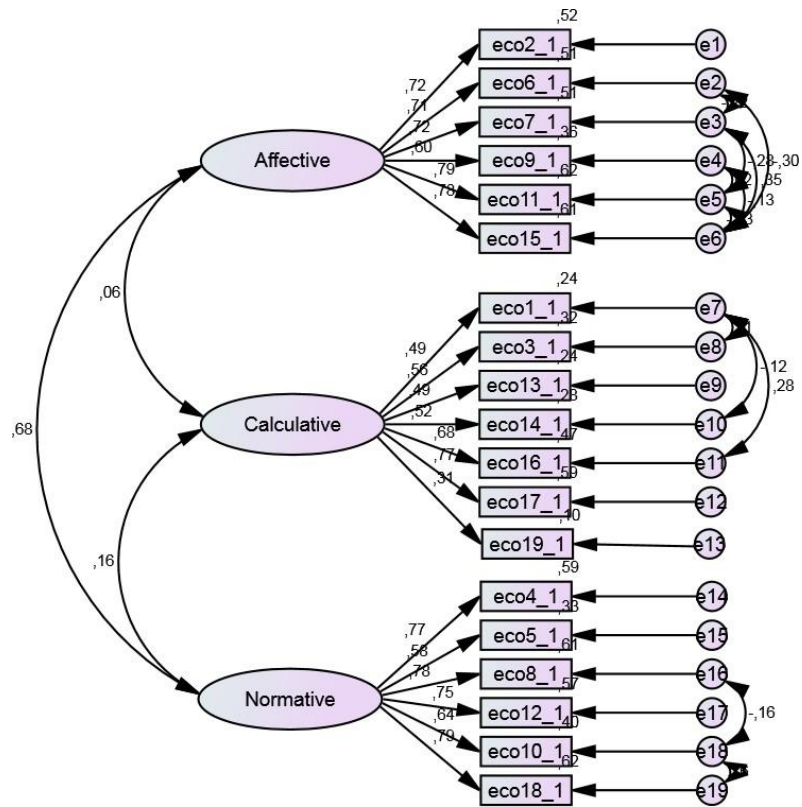 ,52
eco2_1 e1
,51
,72 eco6_1 e2
,51
,71 eco7_1 e3
,36
,72 eco9_1 e4
,62
,60 eco11_1 e5
,61
,79 eco15_1 e6
,78
-,28 -,30
,35
-,13
Affective
,06
,24
eco1_1 e7
,32
,49 eco3_1 e8
,24
,56 eco13_1 e9
,28
,49 eco14_1 e10
,47
,52 eco16_1 e11
,59
,68 eco17_1 e12
,10
,77 eco19_1 e13
,31
-,12
,28
Calculative
,68
,16
,59
eco4_1 e14
,33
,77 eco5_1 e15
,61
,58 eco8_1 e16
,57
,78 eco12_1 e17
,40
,75 eco10_1 e18
,62
,64 eco18_1 e19
,79
-,16
Normative